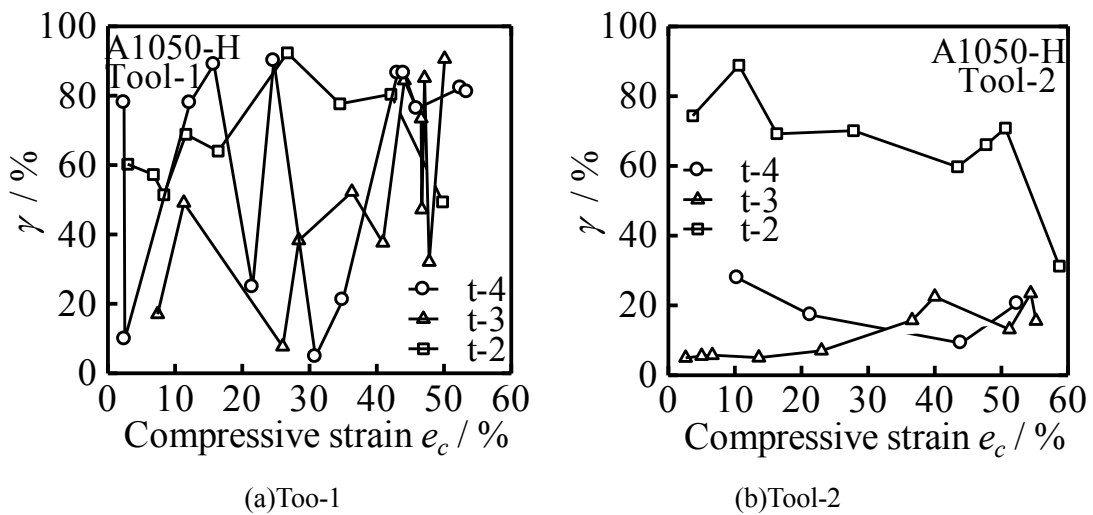 100
80
60
40
20
0
γ / %
A1050-H
Tool-1
t-4
t-3
t-2
0 10 20 30 40 50 60
Compressive strain e_c / %
(a)Too-1
100
80
60
40
20
0
γ / %
A1050-H
Tool-2
t-4
t-3
t-2
0 10 20 30 40 50 60
Compressive strain e_c / %
(b)Tool-2